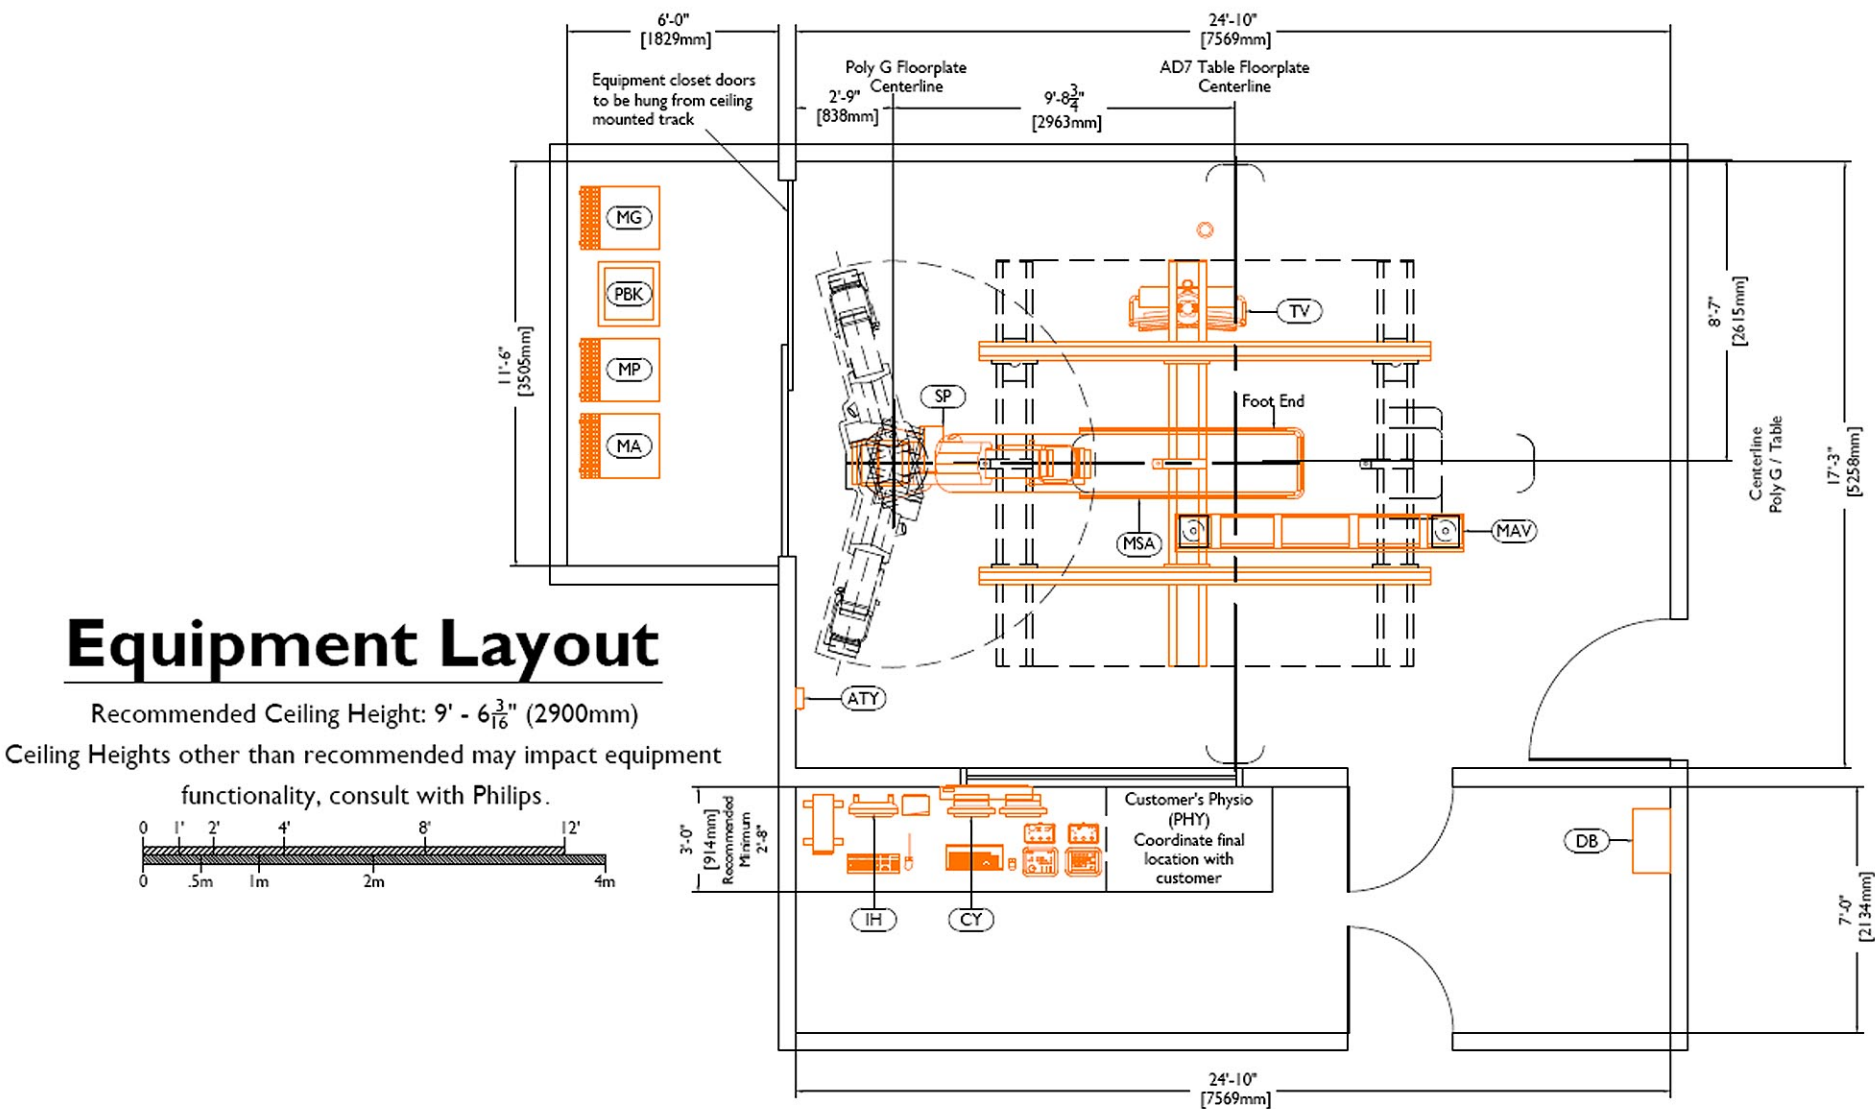 6'-0"
[1829mm]
24'-10"
[7569mm]
Equipment closet doors
to be hung from ceiling
mounted track
Poly G Floorplate
Centerline
AD7 Table Floorplate
Centerline
2'-9"
[838mm]
9'-8 3/4"
[2963mm]
MG
PBK
MP
MA
11'-6"
[3505mm]
TV
SP
Foot End
MSA
MAV
8'-7"
[2615mm]
Centerline
Poly G / Table
17'-3"
[5258mm]
Equipment Layout
Recommended Ceiling Height: 9' - 6 3/16" (2900mm)
Ceiling Heights other than recommended may impact equipment
functionality, consult with Philips.
0 1' 2' 4' 8' 12'
0 .5m 1m 2m 4m
ATY
3'-0"
[914mm]
Recommended
Minimum
2'-8"
Customer's Physio
(PHY)
Coordinate final
location with
customer
IH
CY
DB
7'-0"
[2134mm]
24'-10"
[7569mm]